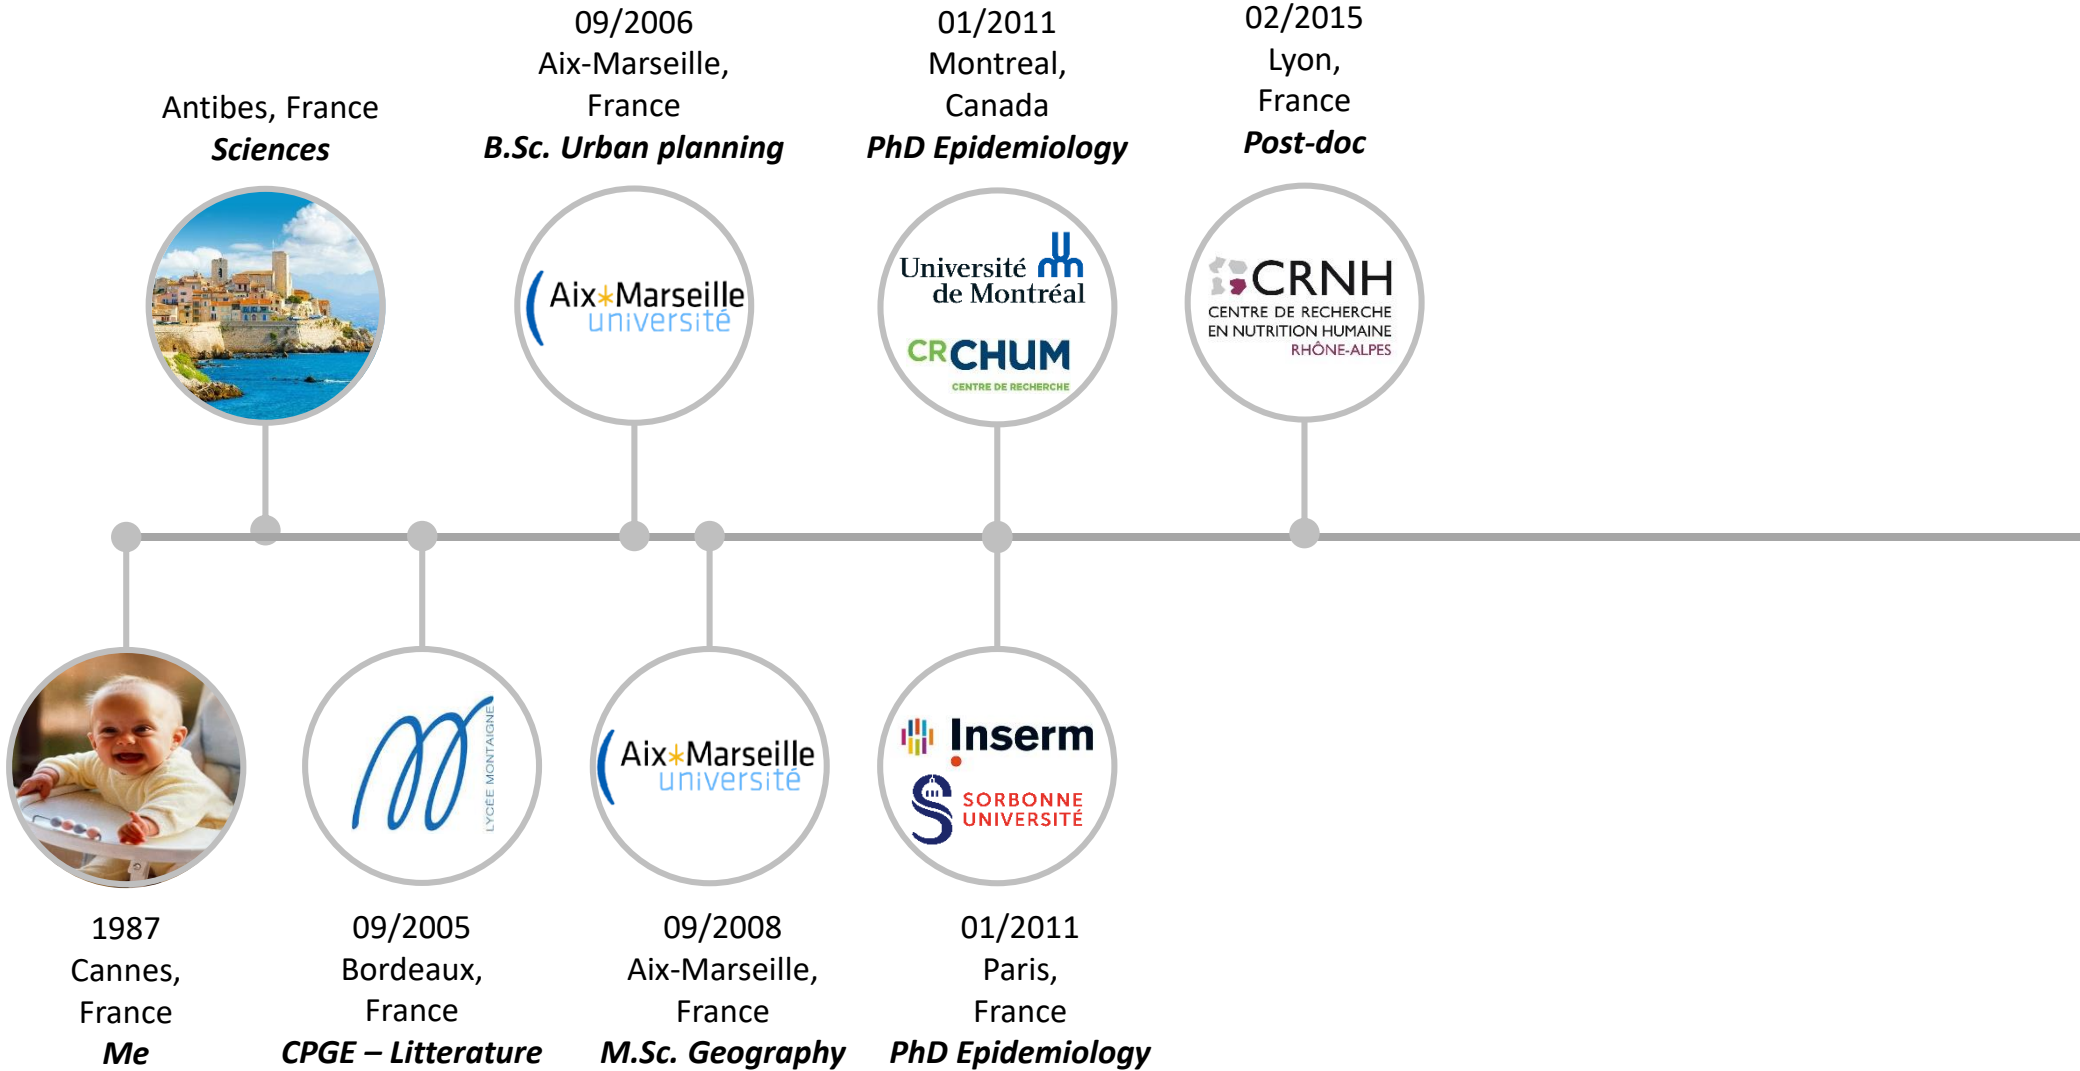 Antibes, France
Sciences
09/2006
Aix-Marseille,
France
B.Sc. Urban planning
01/2011
Montreal,
Canada
PhD Epidemiology
02/2015
Lyon,
France
Post-doc
Aix*Marseille
université
Université
de Montréal
CRCHUM
CENTRE DE RECHERCHE
CRNH
CENTRE DE RECHERCHE
EN NUTRITION HUMAINE
RHÔNE-ALPES
LYCÉE MONTAIGNE
Aix*Marseille
université
Inserm
SORBONNE
UNIVERSITÉ
1987
Cannes,
France
Me
09/2005
Bordeaux,
France
CPGE – Litterature
09/2008
Aix-Marseille,
France
M.Sc. Geography
01/2011
Paris,
France
PhD Epidemiology